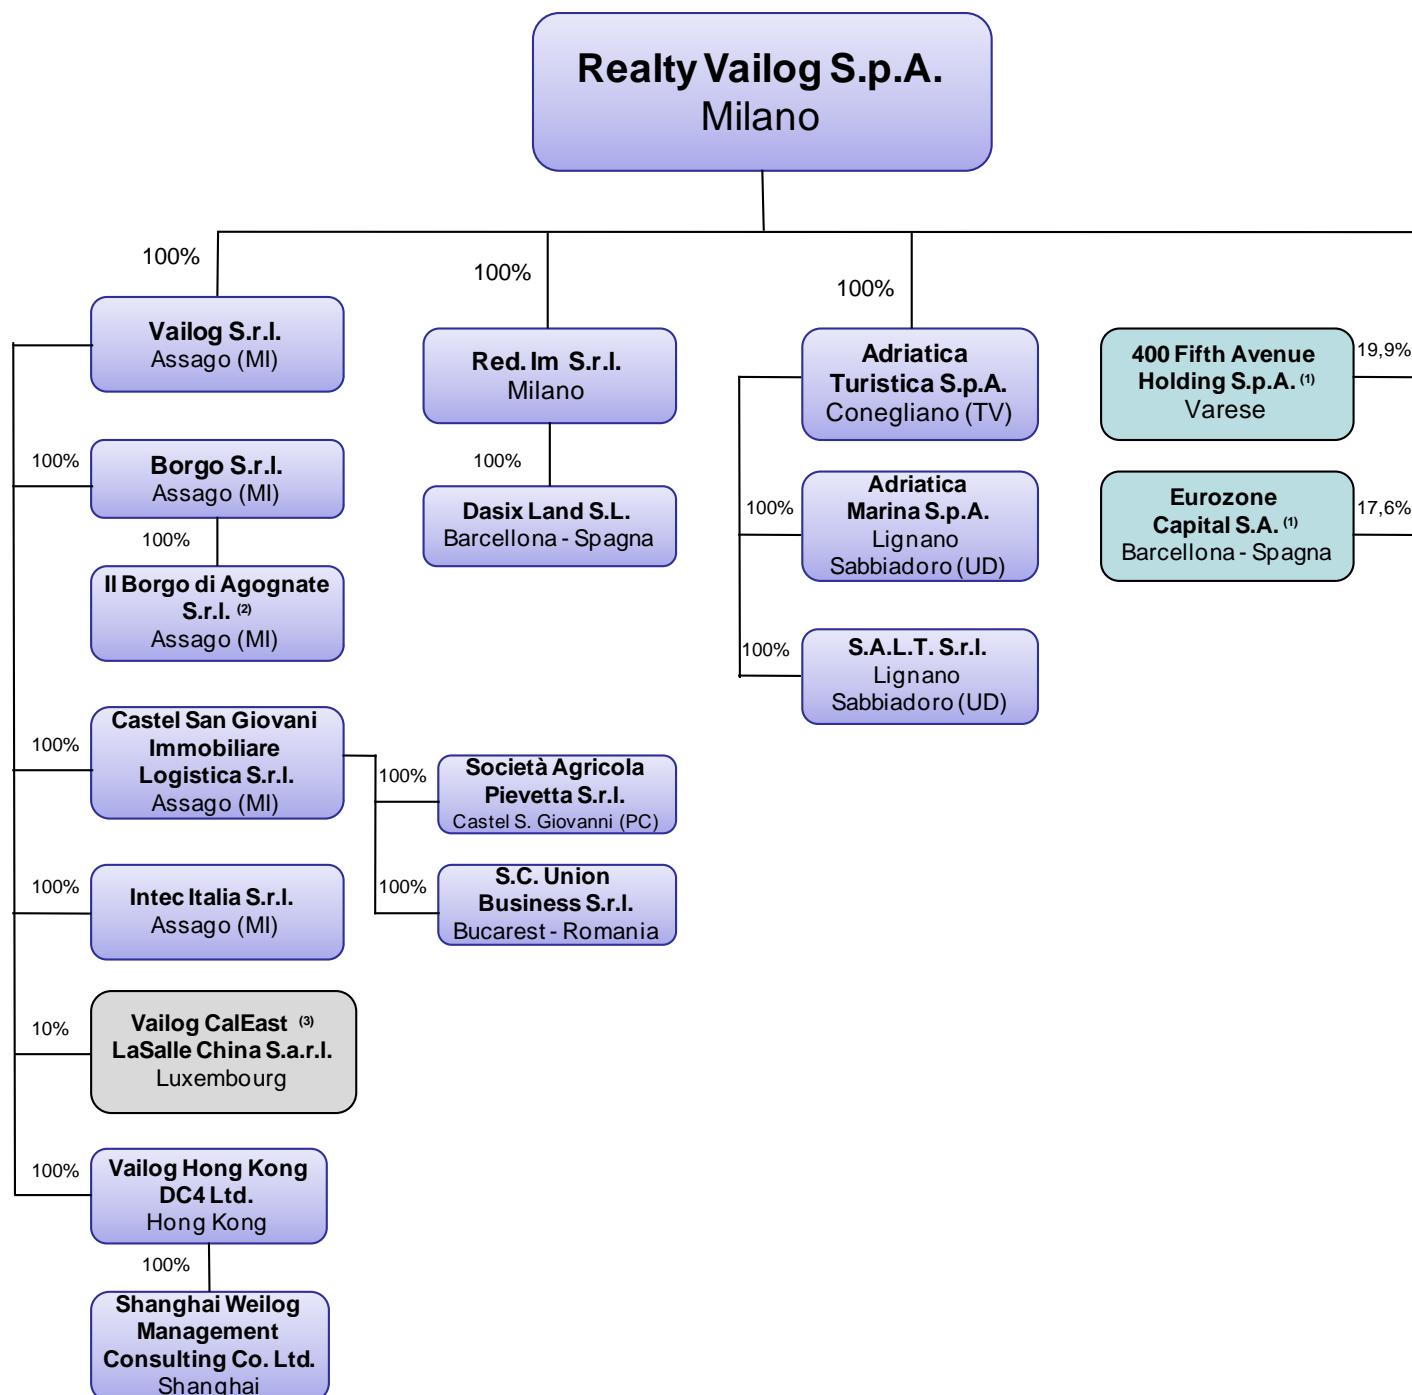 Realty Vailog S.p.A.
Milano
100%
100%
100%
Vailog S.r.l.
Assago (MI)
Red. Im S.r.l.
Milano
Adriatica
Turistica S.p.A.
Conegliano (TV)
400 Fifth Avenue
Holding S.p.A. (1)
Varese
19,9%
100%
Borgo S.r.l.
Assago (MI)
100%
Dasix Land S.L.
Barcellona - Spagna
100%
Adriatica
Marina S.p.A.
Lignano
Sabbiadoro (UD)
Eurozone
Capital S.A. (1)
Barcellona - Spagna
17,6%
100%
Il Borgo di Agognate
S.r.l. (2)
Assago (MI)
100%
S.A.L.T. S.r.l.
Lignano
Sabbiadoro (UD)
100%
Castel San Giovani
Immobiliare
Logistica S.r.l.
Assago (MI)
100%
Società Agricola
Pievetta S.r.l.
Castel S. Giovanni (PC)
100%
Intec Italia S.r.l.
Assago (MI)
100%
S.C. Union
Business S.r.l.
Bucarest - Romania
10%
Vailog CalEast (3)
LaSalle China S.a.r.l.
Luxembourg
100%
Vailog Hong Kong
DC4 Ltd.
Hong Kong
100%
Shanghai Weilog
Management
Consulting Co. Ltd.
Shanghai